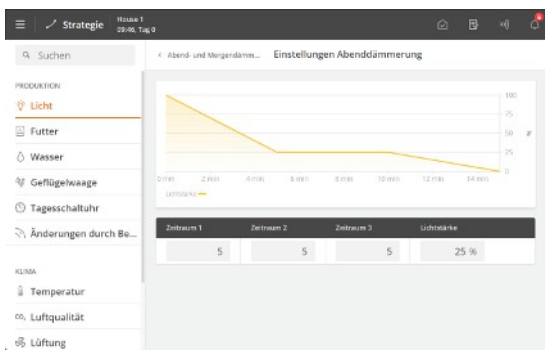 Strategie
House 1
09:46, Tag 0
Suchen
Abend- und Morgendämm...
Einstellungen Abenddämmerung
PRODUKTION
Licht
Futter
Wasser
Geflügelwaage
Tagesschaltuhr
Änderungen durch Be...
KLIMA
Temperatur
Luftqualität
Lüftung
100
75
50
25
0
%
0 min 2 min 4 min 6 min 8 min 10 min 12 min 14 min
Lichtstärke
Zeitraum 1 Zeitraum 2 Zeitraum 3 Lichtstärke
5 5 5 25 %